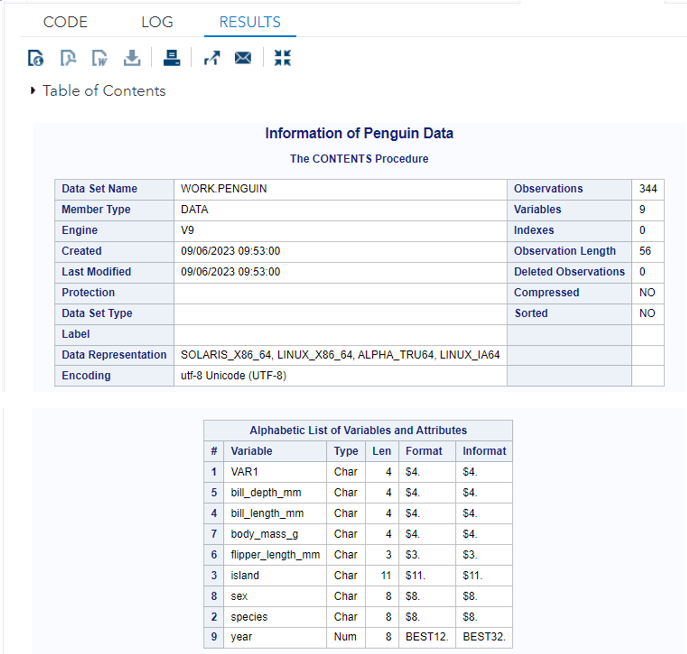 CODE LOG RESULTS
Table of Contents
Information of Penguin Data
The CONTENTS Procedure
Data Set Name WORK.PENGUIN Observations 344
Member Type DATA Variables 9
Engine V9 Indexes 0
Created 09/06/2023 09:53:00 Observation Length 56
Last Modified 09/06/2023 09:53:00 Deleted Observations 0
Protection Compressed NO
Data Set Type Sorted NO
Label
Data Representation SOLARIS_X86_64, LINUX_X86_64, ALPHA_TRU64, LINUX_IA64
Encoding utf-8 Unicode (UTF-8)
Alphabetic List of Variables and Attributes
# Variable Type Len Format Informat
1 VAR1 Char 4 $4. $4.
5 bill_depth_mm Char 4 $4. $4.
4 bill_length_mm Char 4 $4. $4.
7 body_mass_g Char 4 $4. $4.
6 flipper_length_mm Char 3 $3. $3.
3 island Char 11 $11. $11.
8 sex Char 8 $8. $8.
2 species Char 8 $8. $8.
9 year Num 8 BEST12. BEST32.